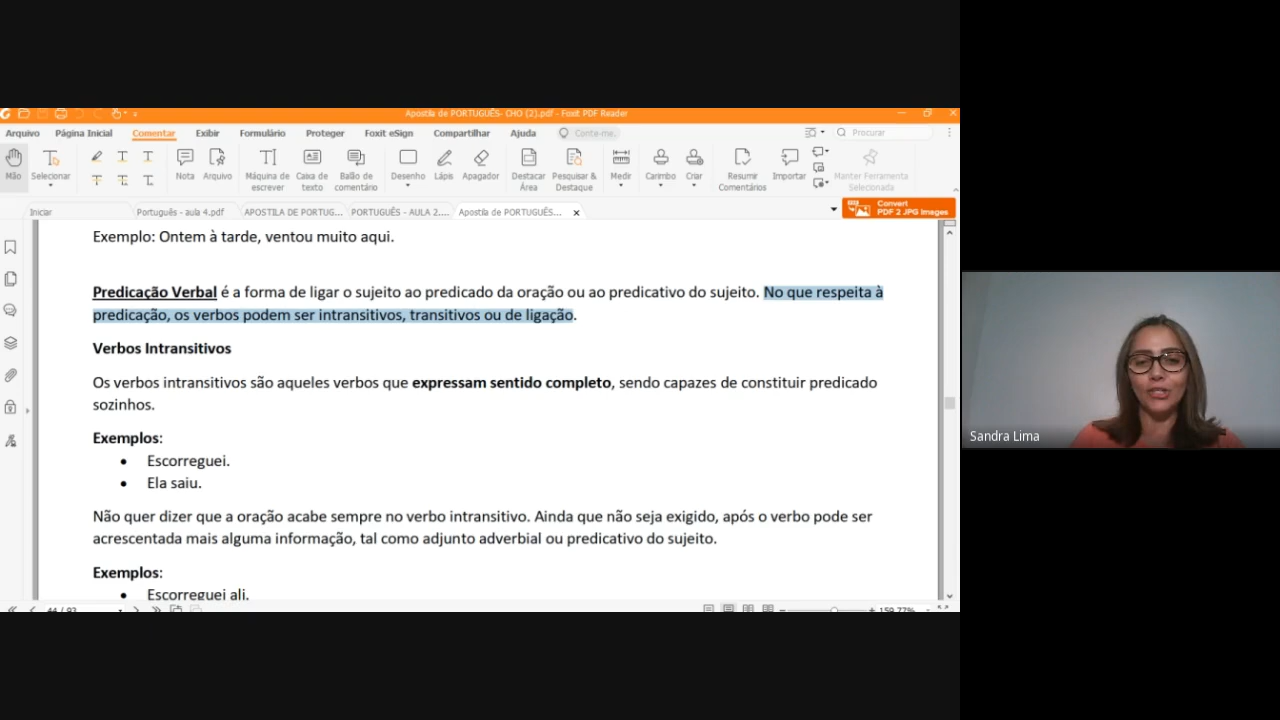 Apostila de PORTUGUÊS- CHO (2).pdf - Foxit PDF Reader
Arquivo Página Inicial Comentar Exibir Formulário Proteger Foxit eSign Compartilhar Ajuda Conte-me. Procurar
Mão Selecionar Nota Arquivo Máquina de escrever Caixa de texto Balão de comentário Desenho Lápis Apagador Destacar Área Pesquisar & Destaque Medir Carimbo Criar Resumir Comentários Importar Manter Ferramenta Selecionada
Iniciar Português - aula 4.pdf APOSTILA DE PORTUG... PORTUGUÊS - AULA 2.... Apostila de PORTUGUÊS...
Convert
PDF 2 JPG Images
Exemplo: Ontem à tarde, ventou muito aqui.
Predicação Verbal é a forma de ligar o sujeito ao predicado da oração ou ao predicativo do sujeito. No que respeita à
predicação, os verbos podem ser intransitivos, transitivos ou de ligação.
Verbos Intransitivos
Os verbos intransitivos são aqueles verbos que expressam sentido completo, sendo capazes de constituir predicado
sozinhos.
Exemplos:
• Escorreguei.
• Ela saiu.
Não quer dizer que a oração acabe sempre no verbo intransitivo. Ainda que não seja exigido, após o verbo pode ser
acrescentada mais alguma informação, tal como adjunto adverbial ou predicativo do sujeito.
Exemplos:
• Escorreguei ali.
44 / 93 159.77%
Sandra Lima